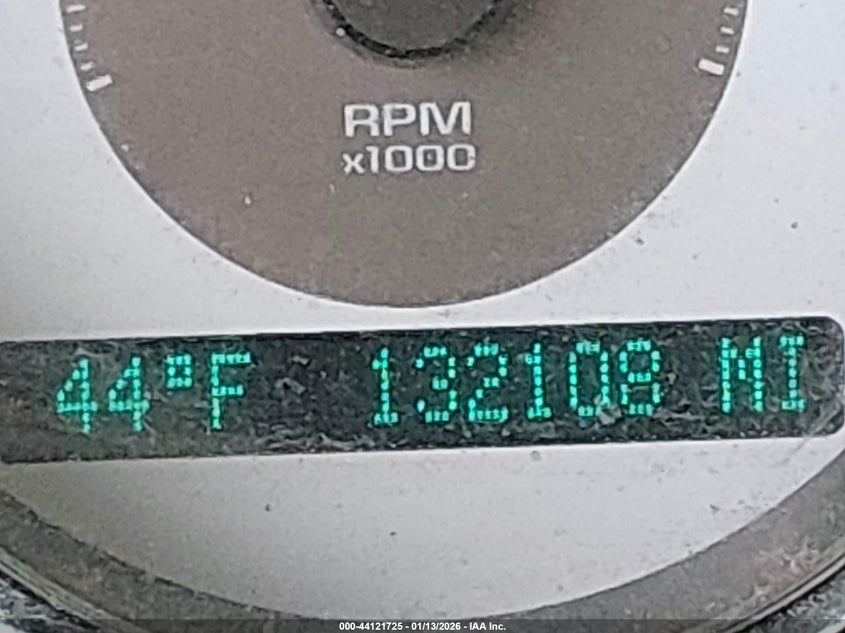 RPM
x1000
44°F 132108 MI
000-44121725 - 01/13/2026 - IAA Inc.